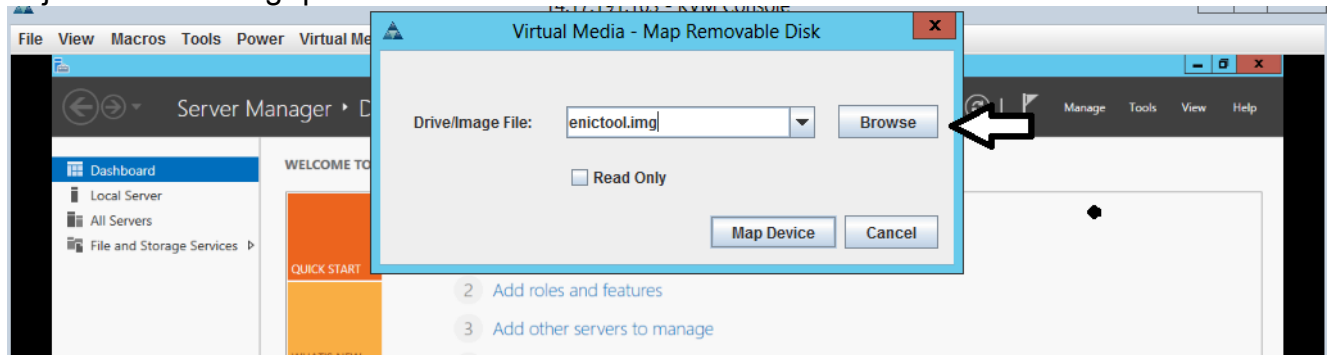 KVM Console
File View Macros Tools Power Virtual Me
Virtual Media - Map Removable Disk
x
Server Manager
Manage Tools View Help
Drive/Image File: enictool.img Browse
Read Only
Map Device Cancel
Dashboard
Local Server
All Servers
File and Storage Services
WELCOME TO
QUICK START
2 Add roles and features
3 Add other servers to manage